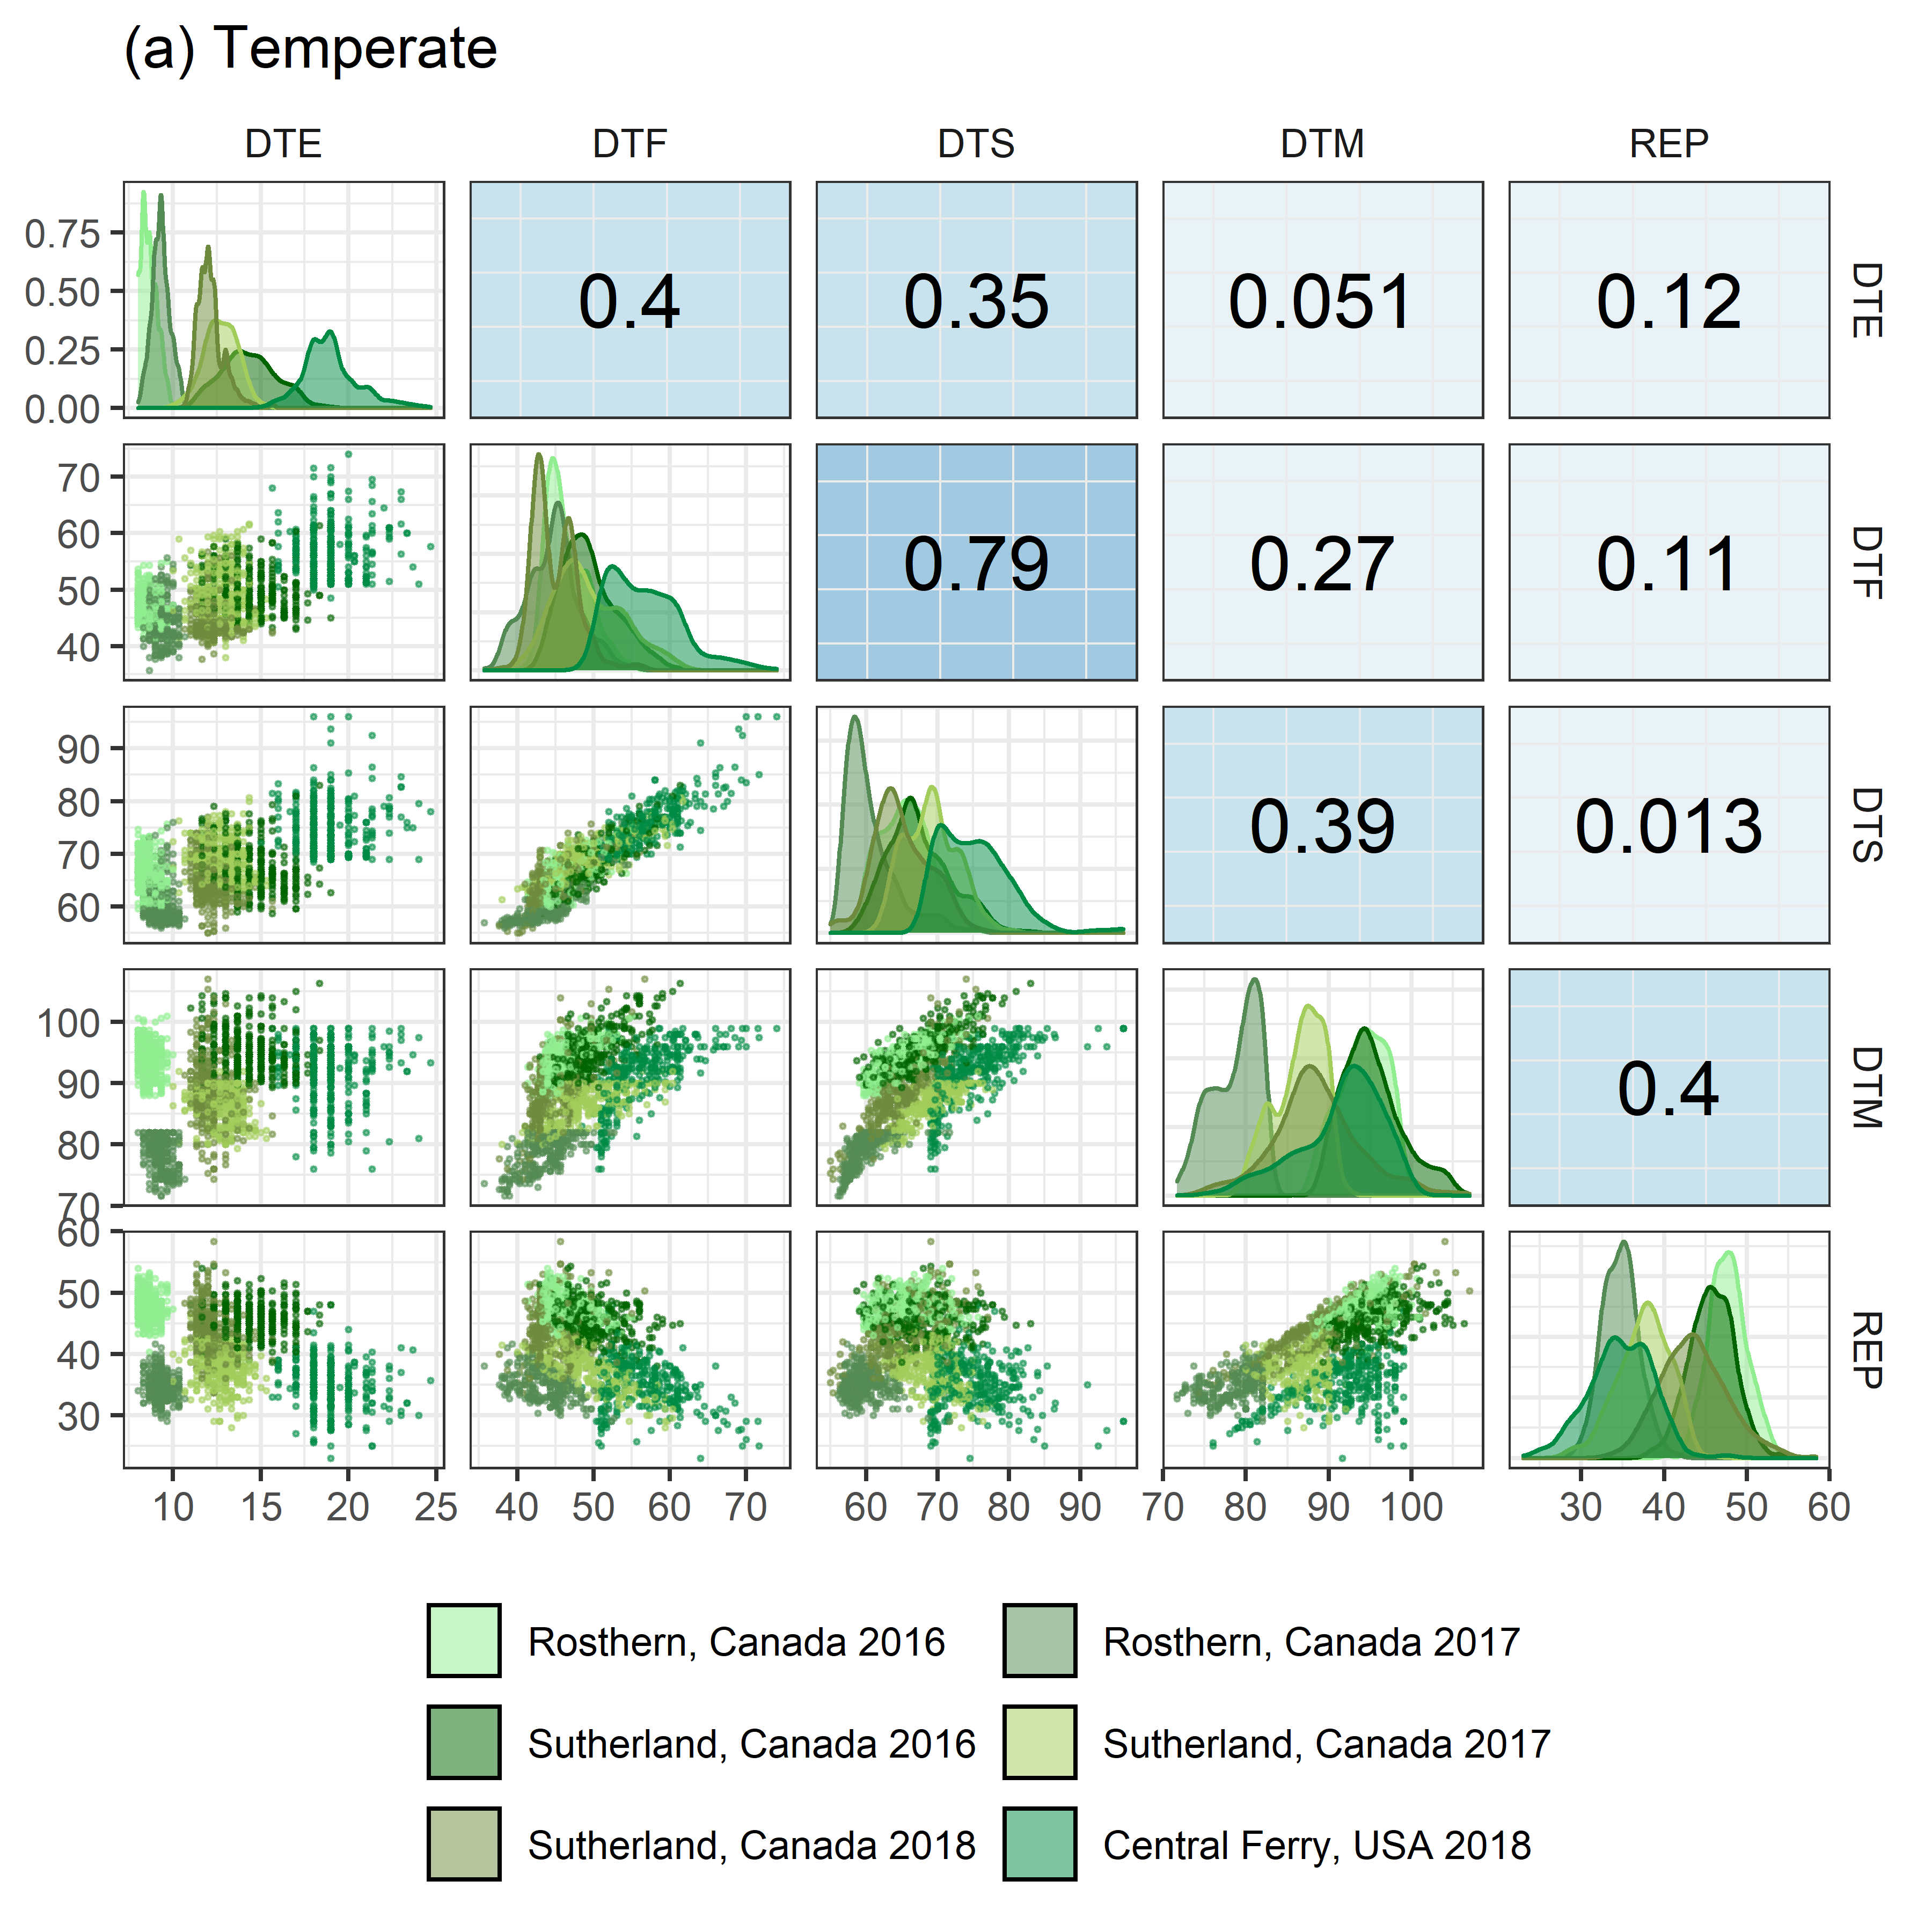 (a) Temperate
DTE DTF DTS DTM REP
0.75
0.50
0.25
0.00
0.4 0.35 0.051 0.12
DTE
70
60
50
40
0.79 0.27 0.11
DTF
90
80
70
60
0.39 0.013
DTS
100
90
80
70
0.4
DTM
60
50
40
30
REP
10 15 20 25 40 50 60 70 60 70 80 90 70 80 90 100 30 40 50 60
Rosthern, Canada 2016 Rosthern, Canada 2017
Sutherland, Canada 2016 Sutherland, Canada 2017
Sutherland, Canada 2018 Central Ferry, USA 2018